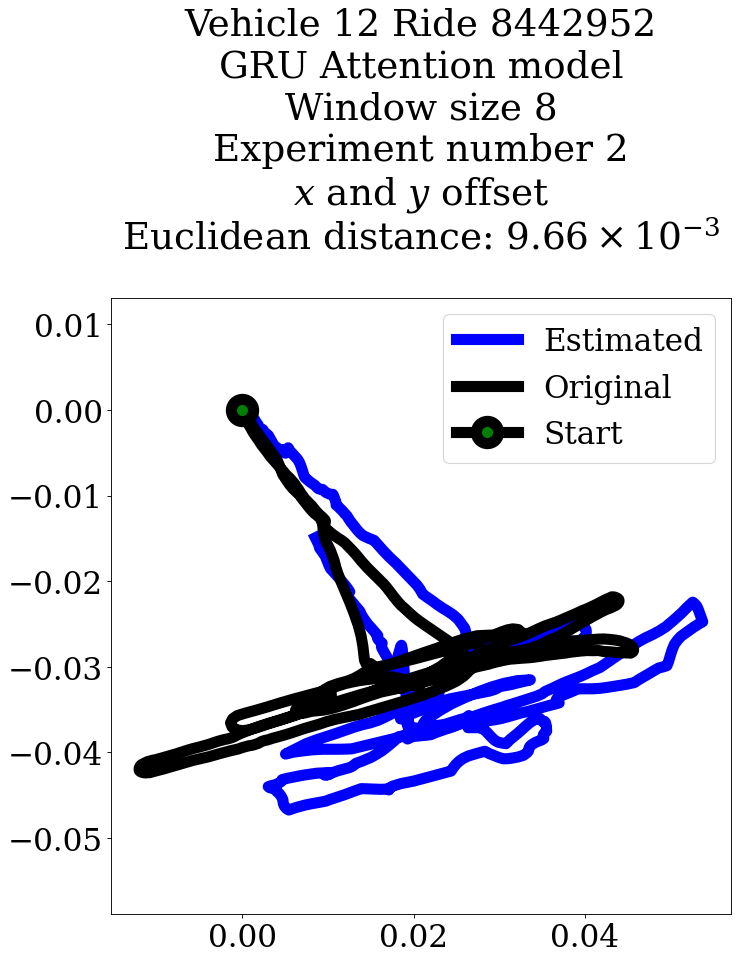 Vehicle 12 Ride 8442952
GRU Attention model
Window size 8
Experiment number 2
x and y offset
Euclidean distance: 9.66 × 10⁻³
Estimated
Original
Start
0.01
0.00
−0.01
−0.02
−0.03
−0.04
−0.05
0.00 0.02 0.04